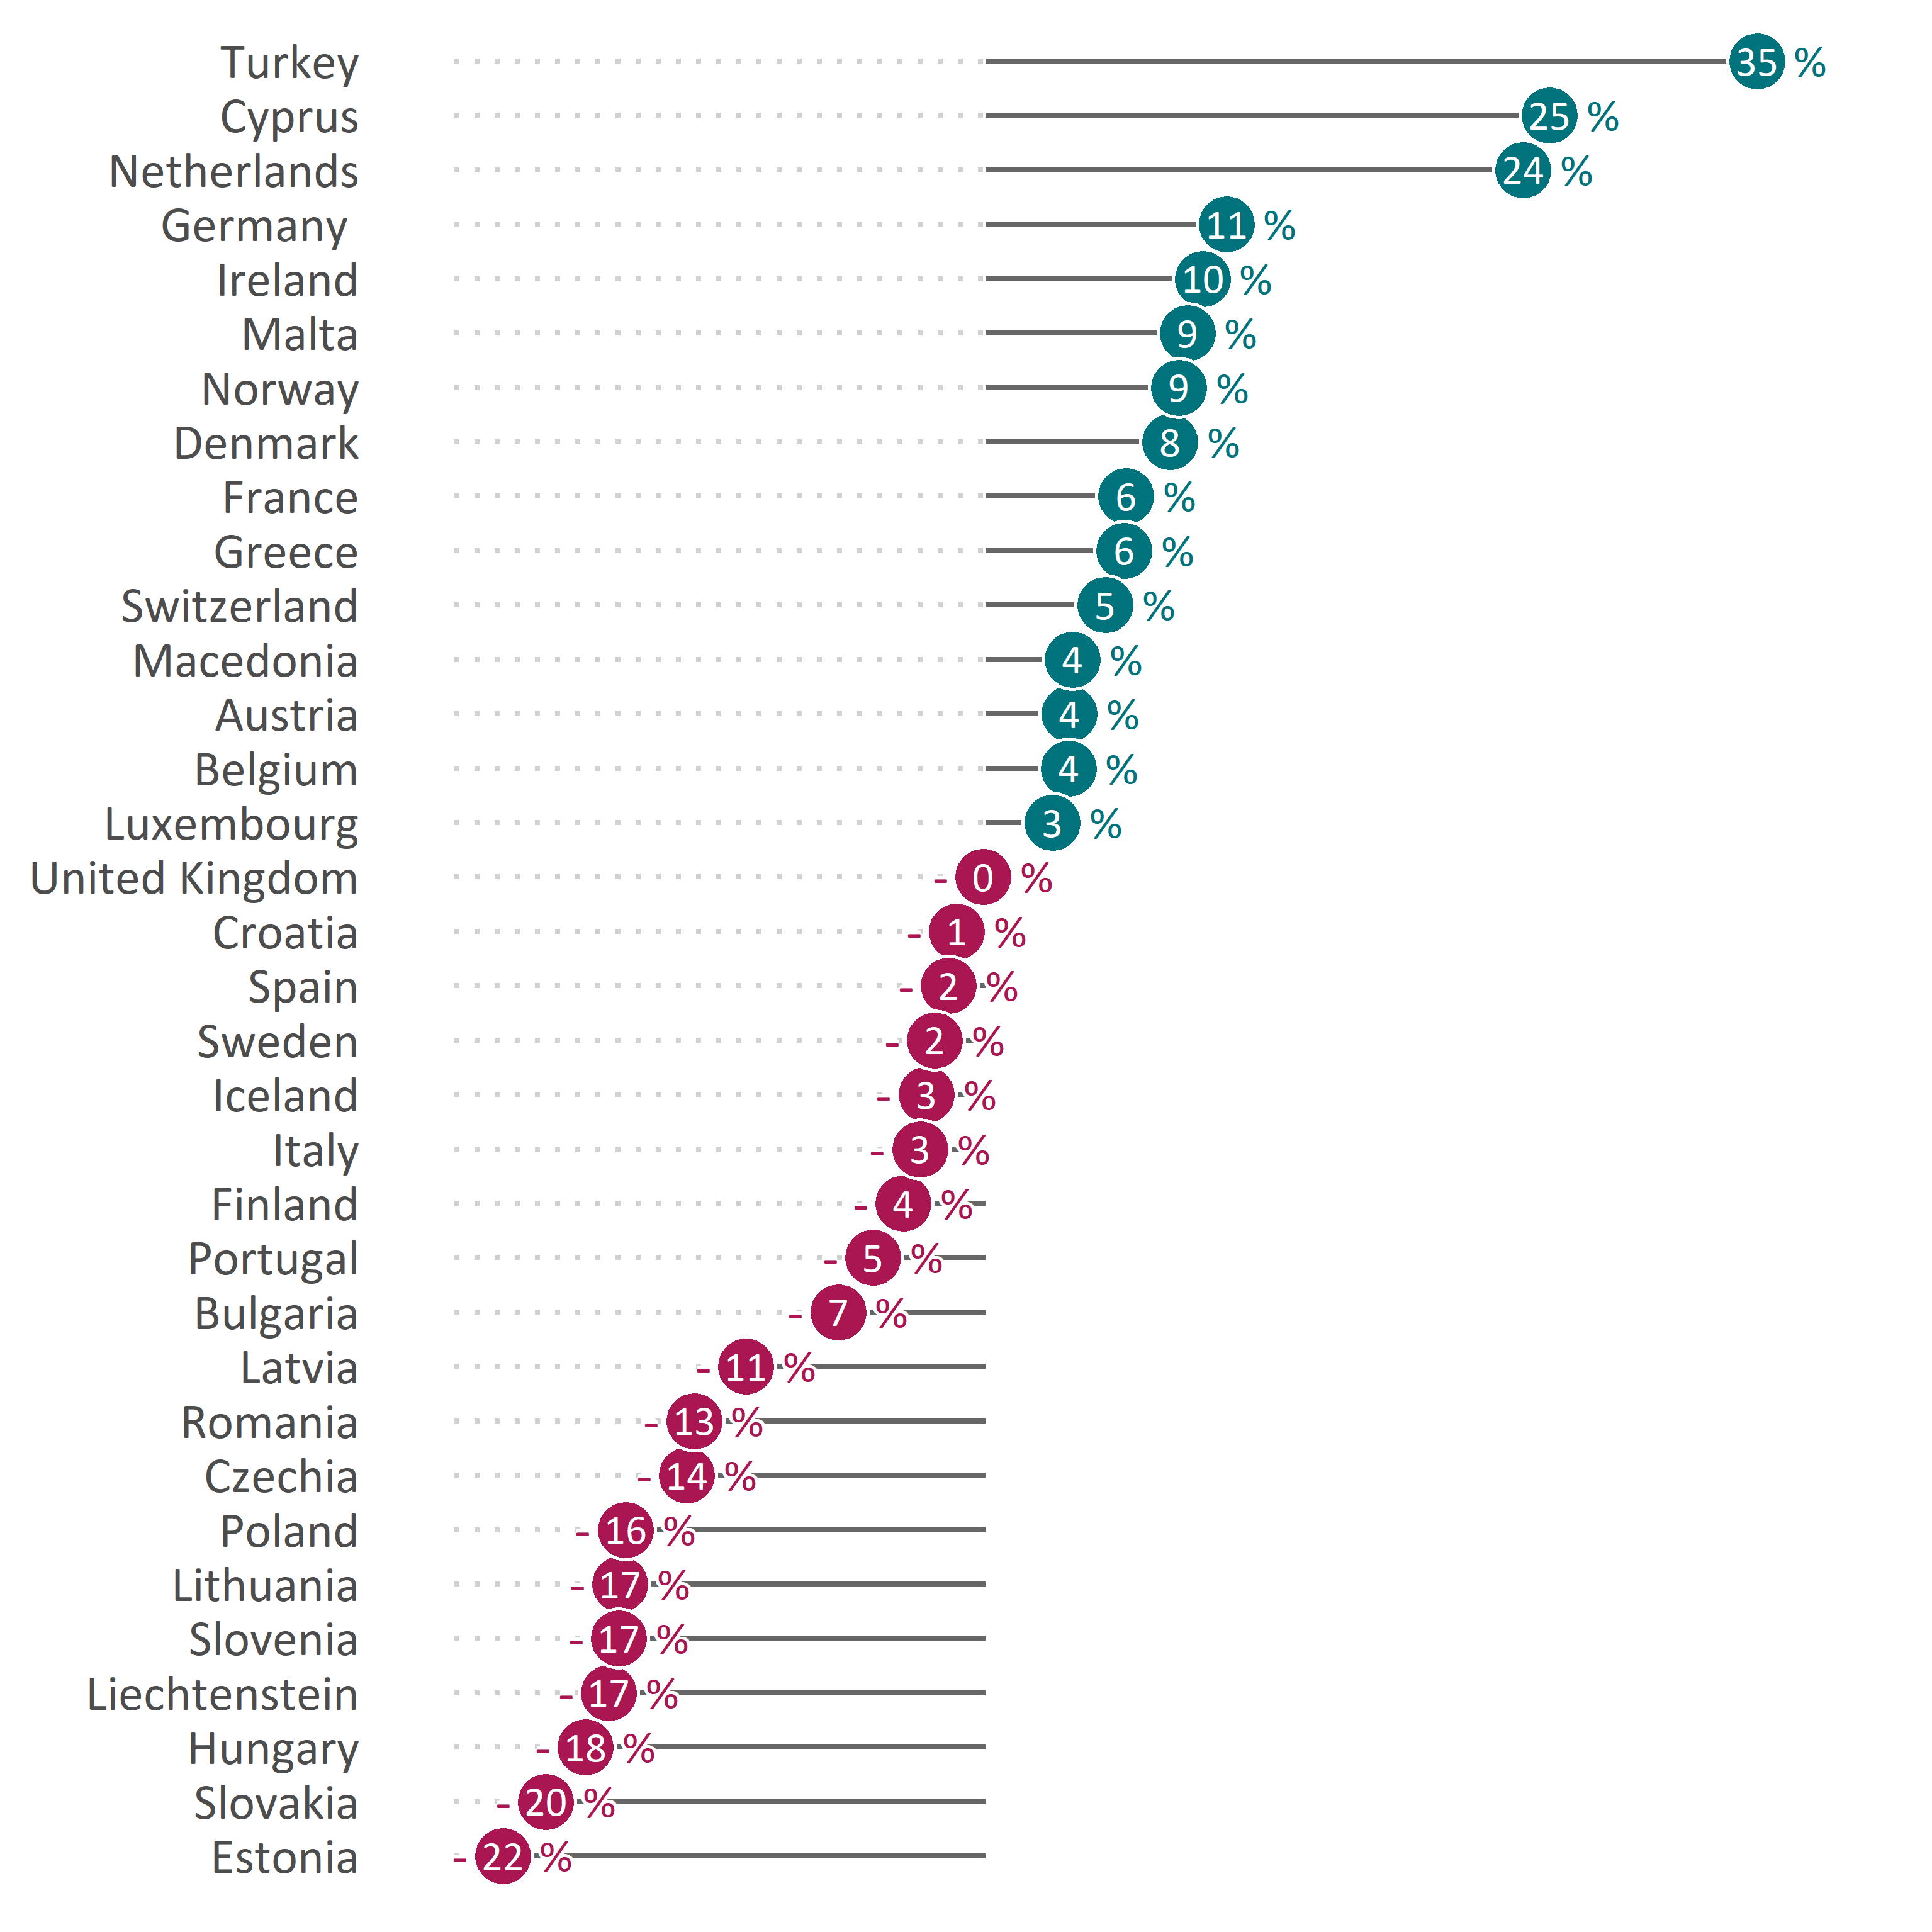 Turkey 35 %
Cyprus 25 %
Netherlands 24 %
Germany 11 %
Ireland 10 %
Malta 9 %
Norway 9 %
Denmark 8 %
France 6 %
Greece 6 %
Switzerland 5 %
Macedonia 4 %
Austria 4 %
Belgium 4 %
Luxembourg 3 %
United Kingdom - 0 %
Croatia - 1 %
Spain - 2 %
Sweden - 2 %
Iceland - 3 %
Italy - 3 %
Finland - 4 %
Portugal - 5 %
Bulgaria - 7 %
Latvia - 11 %
Romania - 13 %
Czechia - 14 %
Poland - 16 %
Lithuania - 17 %
Slovenia - 17 %
Liechtenstein - 17 %
Hungary - 18 %
Slovakia - 20 %
Estonia - 22 %